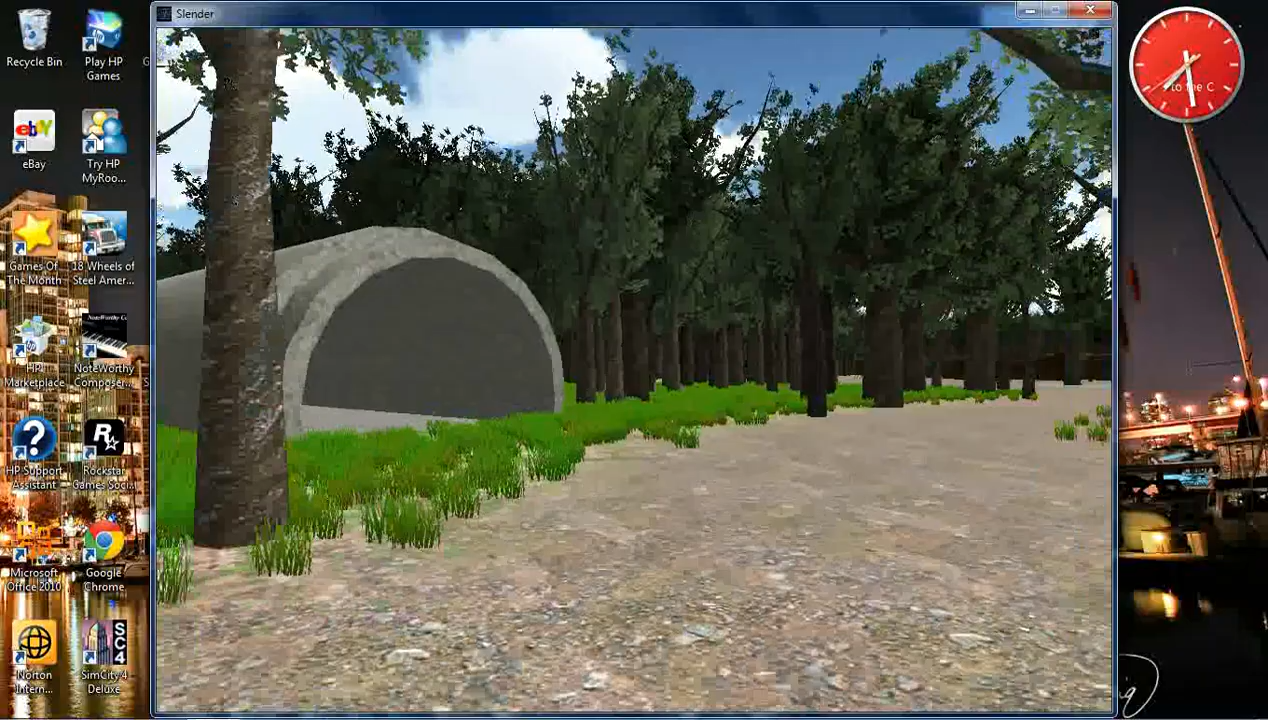 Slender
Recycle Bin
Play HP
Games
eBay
Try HP
MyRoo...
Games Of
The Month
18 Wheels of
Steel Amer...
HP
Marketplace
NoteWorthy
Composer...
HP Support
Assistant
Rockstar
Games Soci...
Microsoft
Office 2010
Google
Chrome
Norton
Intern...
SimCity 4
Deluxe
to the C